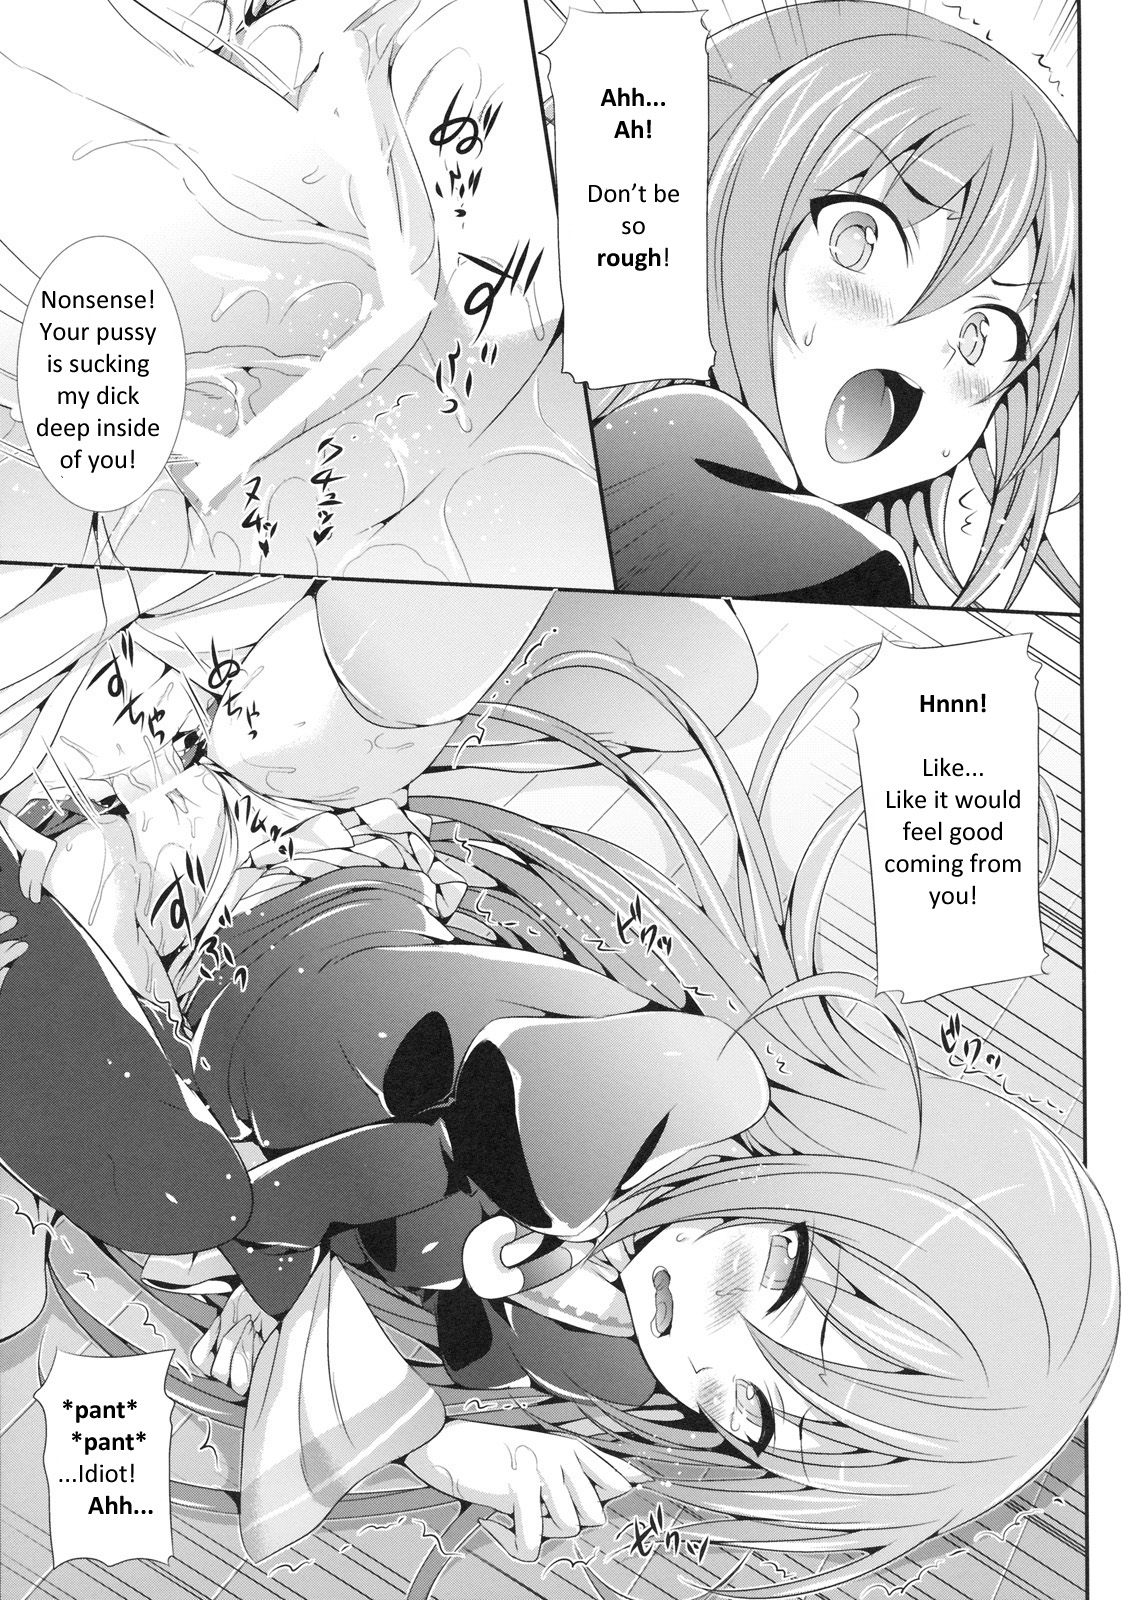 Ahh...
Ah!
Don't be
so
rough!
Nonsense!
Your pussy
is sucking
my dick
deep inside
of you!
Hnnn!
Like...
Like it would
feel good
coming from
you!
*pant*
*pant*
...Idiot!
Ahh...